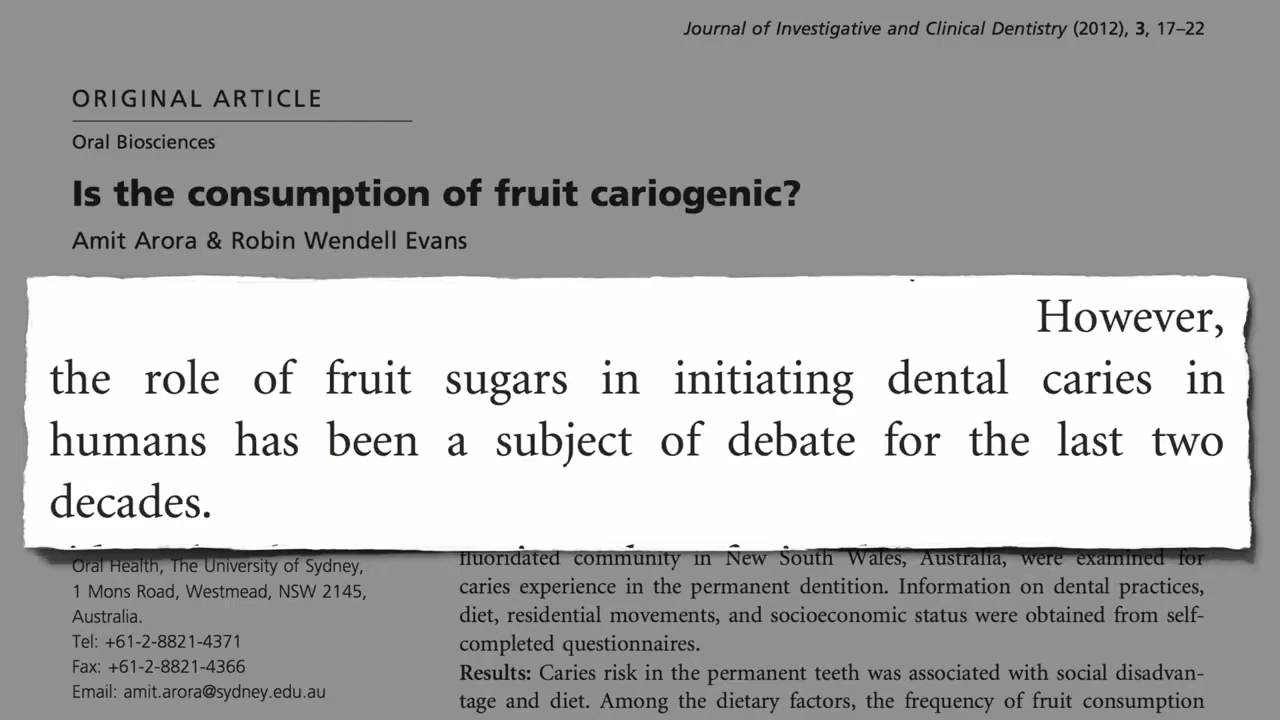 Journal of Investigative and Clinical Dentistry (2012), 3, 17–22
ORIGINAL ARTICLE
Oral Biosciences
Is the consumption of fruit cariogenic?
Amit Arora & Robin Wendell Evans
However,
the role of fruit sugars in initiating dental caries in
humans has been a subject of debate for the last two
decades.
Oral Health, The University of Sydney,
1 Mons Road, Westmead, NSW 2145,
Australia.
Tel: +61-2-8821-4371
Fax: +61-2-8821-4366
Email: amit.arora@sydney.edu.au
fluoridated community in New South Wales, Australia, were examined for
caries experience in the permanent dentition. Information on dental practices,
diet, residential movements, and socioeconomic status were obtained from self-
completed questionnaires.
Results: Caries risk in the permanent teeth was associated with social disadvan-
tage and diet. Among the dietary factors, the frequency of fruit consumption